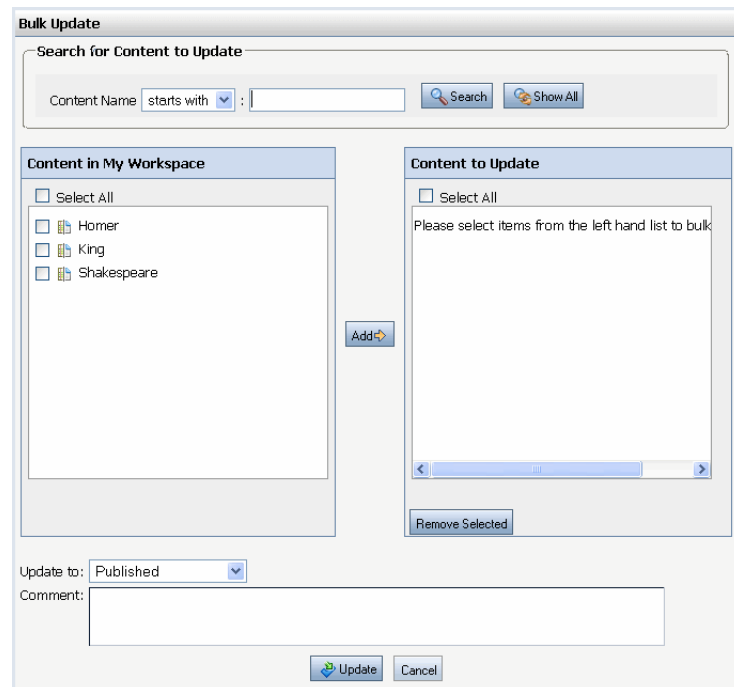 Bulk Update
Search for Content to Update
Content Name starts with : Search Show All
Content in My Workspace
Select All
Homer
King
Shakespeare
Add
Content to Update
Select All
Please select items from the left hand list to bulk
Remove Selected
Update to: Published
Comment:
Update Cancel